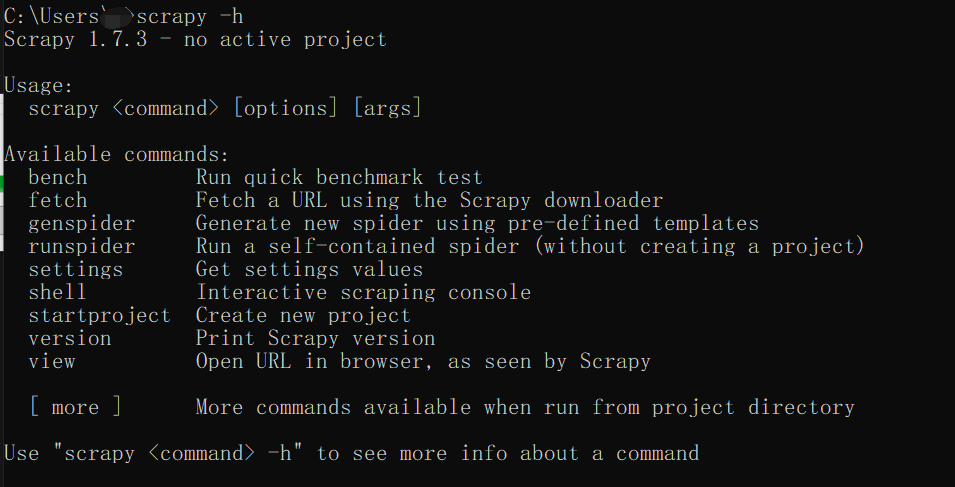 C:\Users\ >scrapy -h
Scrapy 1.7.3 - no active project
Usage:
scrapy <command> [options] [args]
Available commands:
bench Run quick benchmark test
fetch Fetch a URL using the Scrapy downloader
genspider Generate new spider using pre-defined templates
runspider Run a self-contained spider (without creating a project)
settings Get settings values
shell Interactive scraping console
startproject Create new project
version Print Scrapy version
view Open URL in browser, as seen by Scrapy
[ more ] More commands available when run from project directory
Use "scrapy <command> -h" to see more info about a command